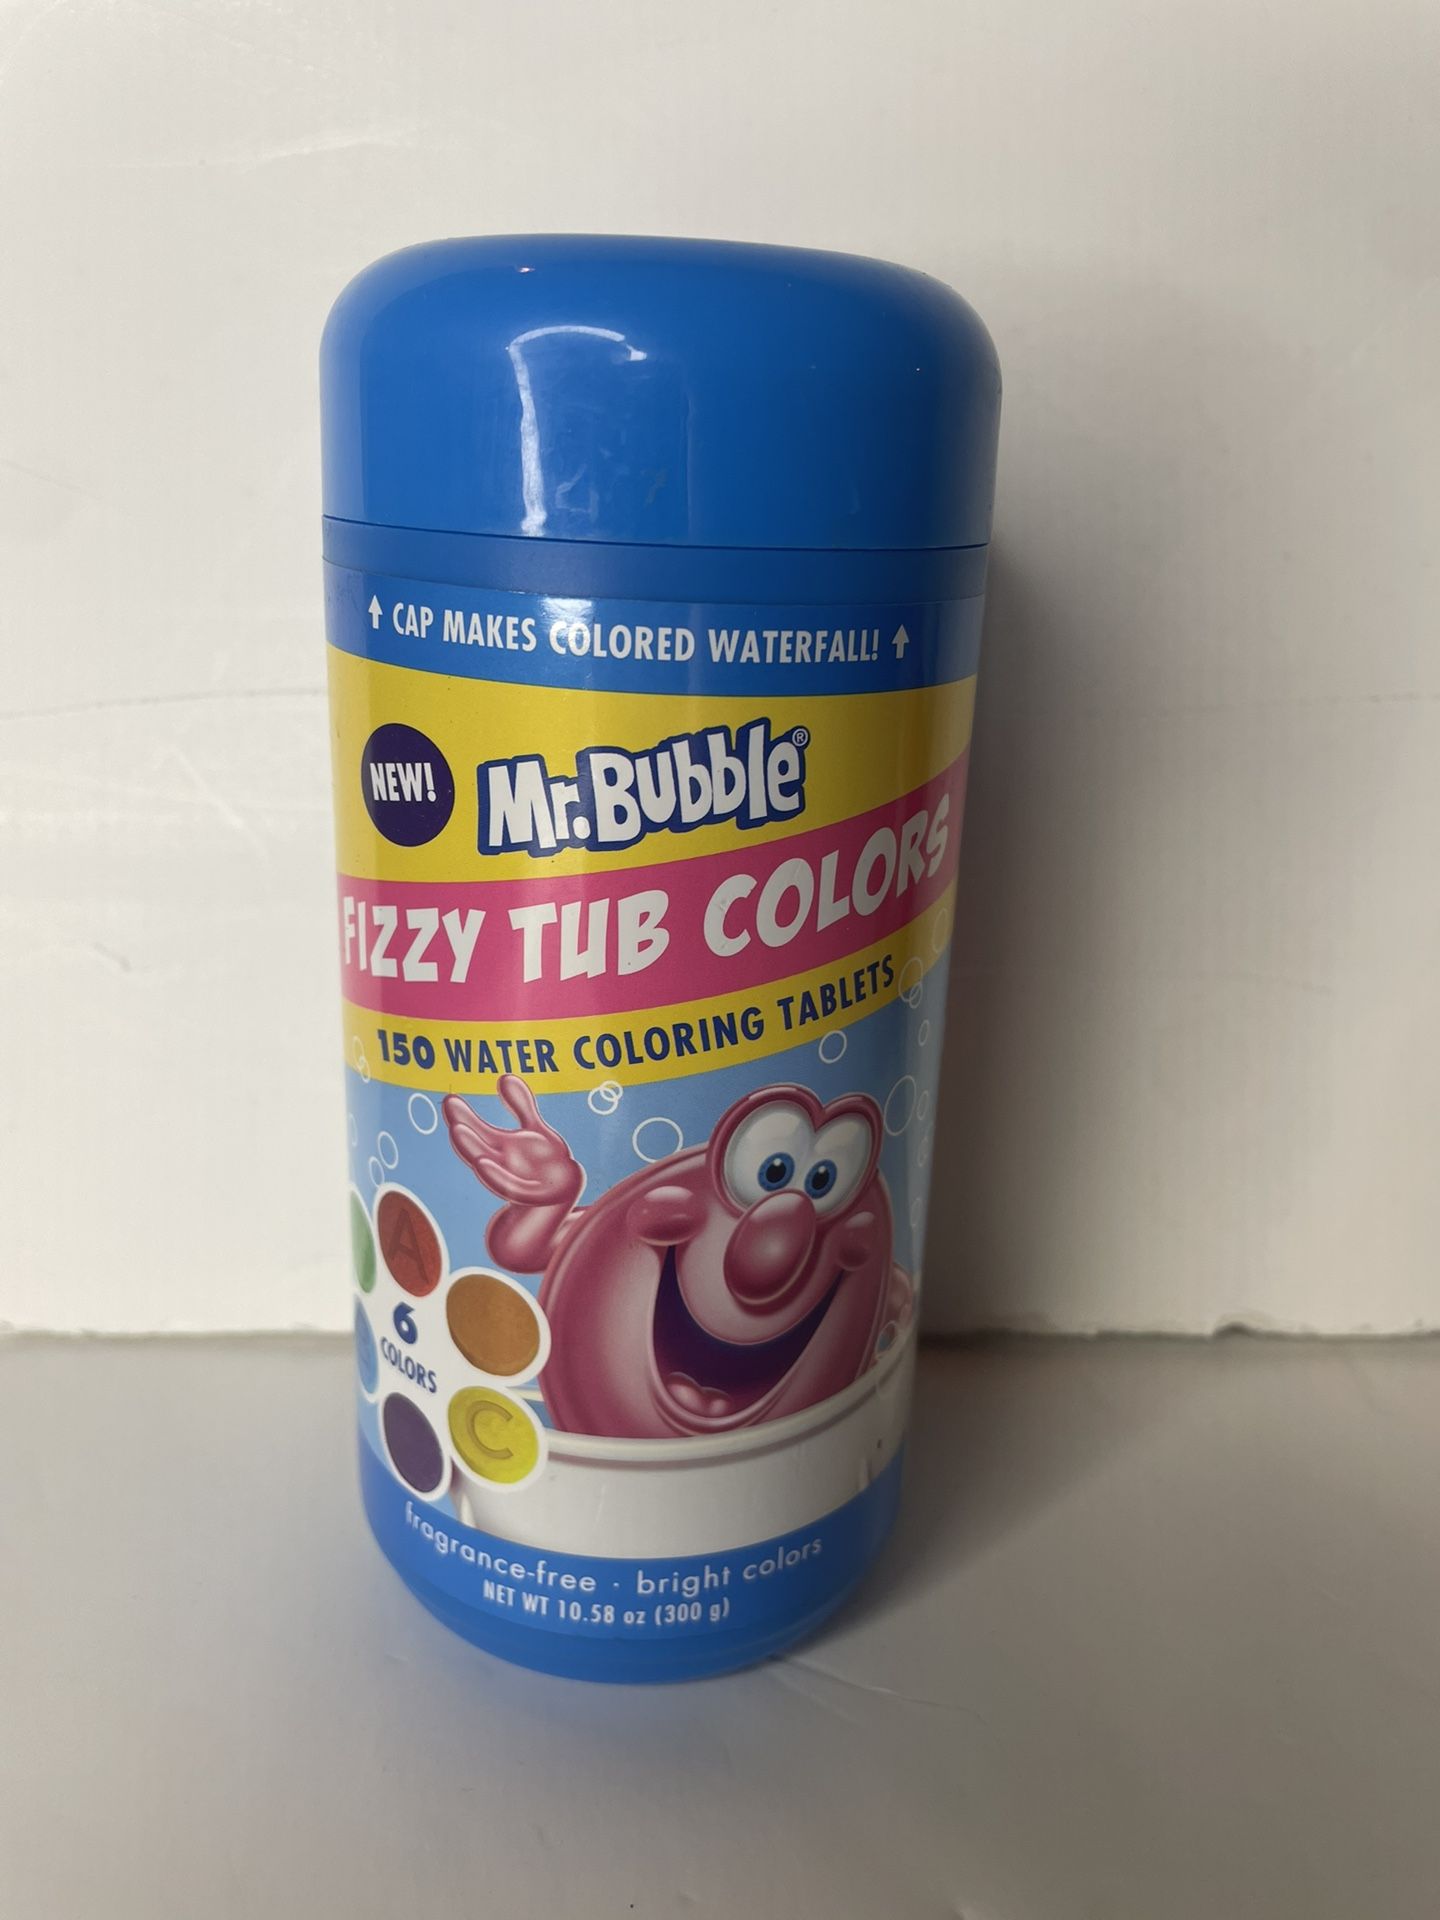 ↑ CAP MAKES COLORED WATERFALL! ↑
NEW!
Mr. Bubble®
FIZZY TUB COLORS
150 WATER COLORING TABLETS
A
6
COLORS
C
fragrance-free · bright colors
NET WT 10.58 oz (300 g)